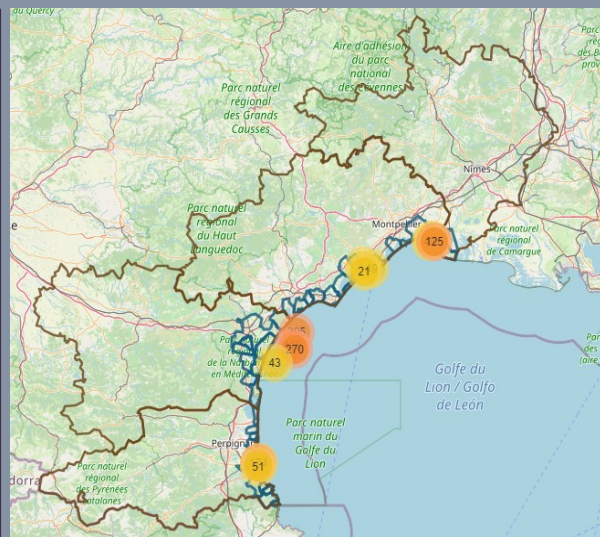 du Quercy
Aire d'adhésion
du parc
national
des Cévennes
Parc naturel
régional
des Grands
Causses
Nîmes
Parc naturel
régional
du Haut
Languedoc
Montpellier
Parc naturel
régional
de Camargue
125
21
270
43
de la
en Méditerranée
Golfe du
Lion / Golfo
de León
Parc naturel
marin du
Golfe du
Lion
Perpignan
51
Parc naturel
régional
des Pyrénées
catalanes